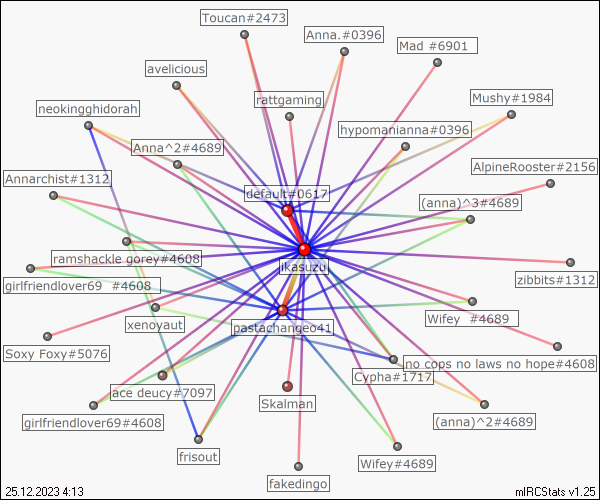 Toucan#2473
Anna.#0396
Mad #6901
avelicious
rattgaming
Mushy#1984
neokingghidorah
hypomanianna#0396
Anna^2#4689
AlpineRooster#2156
Annarchist#1312
default#0617
(anna)^3#4689
ramshackle gorey#4608
jikasuzu
girlfriendlover69 #4608
zibbits#1312
xenoyaut
pastachangeo41
Wifey #4689
Soxy Foxy#5076
no cops no laws no hope#4608
Cypha#1717
ace deucy#7097
Skalman
girlfriendlover69#4608
(anna)^2#4689
frisout
Wifey#4689
fakedingo
25.12.2023 4:13
mIRCStats v1.25